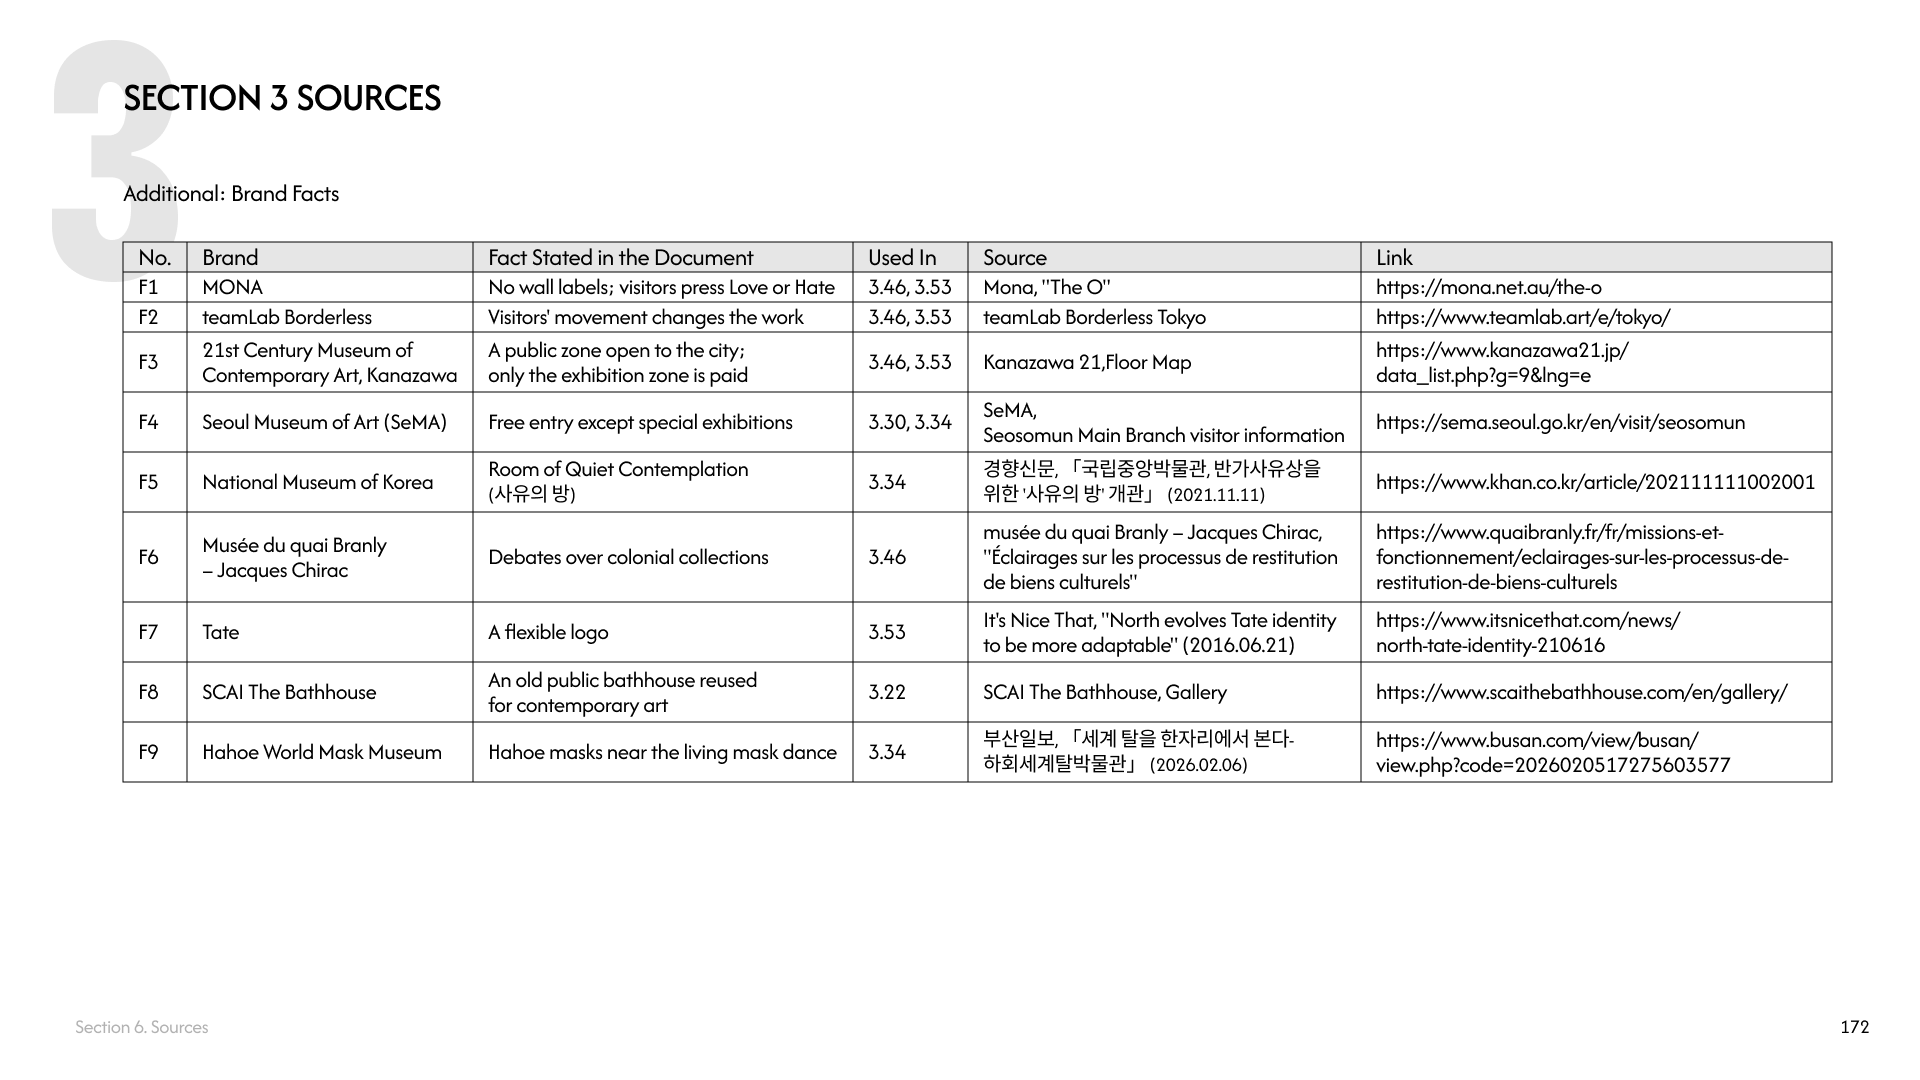 3
SECTION 3 SOURCES
Additional: Brand Facts
No. Brand Fact Stated in the Document Used In Source Link
F1 MONA No wall labels; visitors press Love or Hate 3.46, 3.53 Mona, "The O" https://mona.net.au/the-o
F2 teamLab Borderless Visitors' movement changes the work 3.46, 3.53 teamLab Borderless Tokyo https://www.teamlab.art/e/tokyo/
F3
21st Century Museum of
Contemporary Art, Kanazawa
A public zone open to the city;
only the exhibition zone is paid
3.46, 3.53
Kanazawa 21,Floor Map
https://www.kanazawa21.jp/
data_list.php?g=9&lng=e
F4
Seoul Museum of Art (SeMA)
Free entry except special exhibitions
3.30, 3.34
SeMA,
Seosomun Main Branch visitor information
https://sema.seoul.go.kr/en/visit/seosomun
F5
National Museum of Korea
Room of Quiet Contemplation
(사유의 방)
3.34
경향신문, 「국립중앙박물관, 반가사유상을
위한 '사유의 방' 개관」 (2021.11.11)
https://www.khan.co.kr/article/202111111002001
F6
Musée du quai Branly
– Jacques Chirac
Debates over colonial collections
3.46
musée du quai Branly – Jacques Chirac,
"Éclairages sur les processus de restitution
de biens culturels"
https://www.quaibranly.fr/fr/missions-et-
fonctionnement/eclairages-sur-les-processus-de-
restitution-de-biens-culturels
F7
Tate
A flexible logo
3.53
It's Nice That, "North evolves Tate identity
to be more adaptable" (2016.06.21)
https://www.itsnicethat.com/news/
north-tate-identity-210616
F8
SCAI The Bathhouse
An old public bathhouse reused
for contemporary art
3.22
SCAI The Bathhouse, Gallery
https://www.scaithebathhouse.com/en/gallery/
F9
Hahoe World Mask Museum
Hahoe masks near the living mask dance
3.34
부산일보, 「세계 탈을 한자리에서 본다-
하회세계탈박물관」 (2026.02.06)
https://www.busan.com/view/busan/
view.php?code=2026020517275603577
Section 6. Sources
172